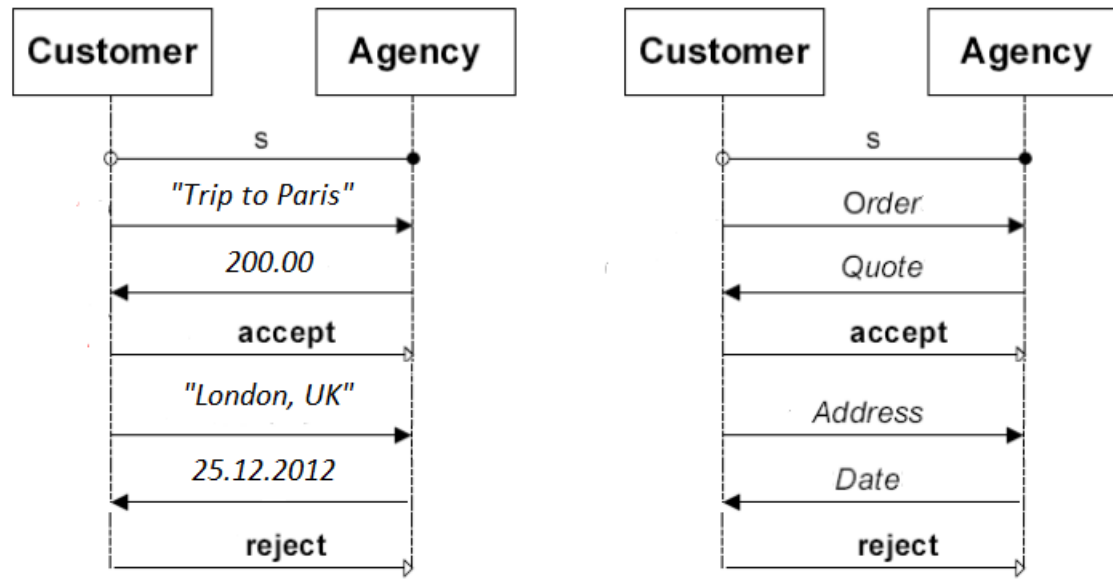 Customer
Agency
s
"Trip to Paris"
200.00
accept
"London, UK"
25.12.2012
reject
Customer
Agency
s
Order
Quote
accept
Address
Date
reject